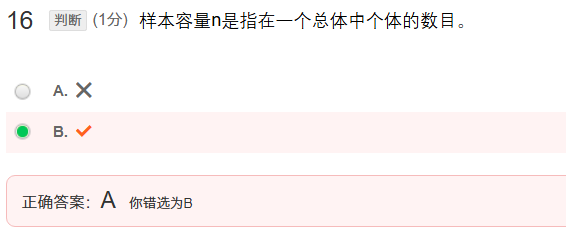 16 判断 (1分) 样本容量n是指在一个总体中个体的数目。
A. ✕
B. ✓
正确答案：A 你错选为B